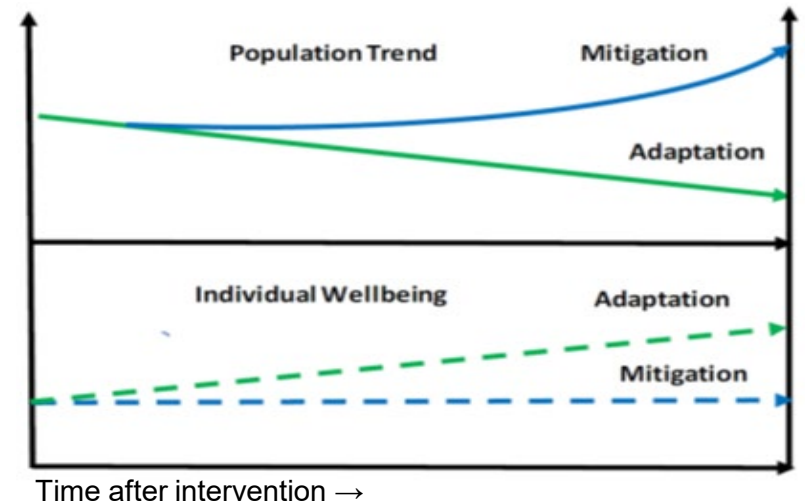 Population Trend
Mitigation
Adaptation
Individual Wellbeing
Adaptation
Mitigation
Time after intervention →